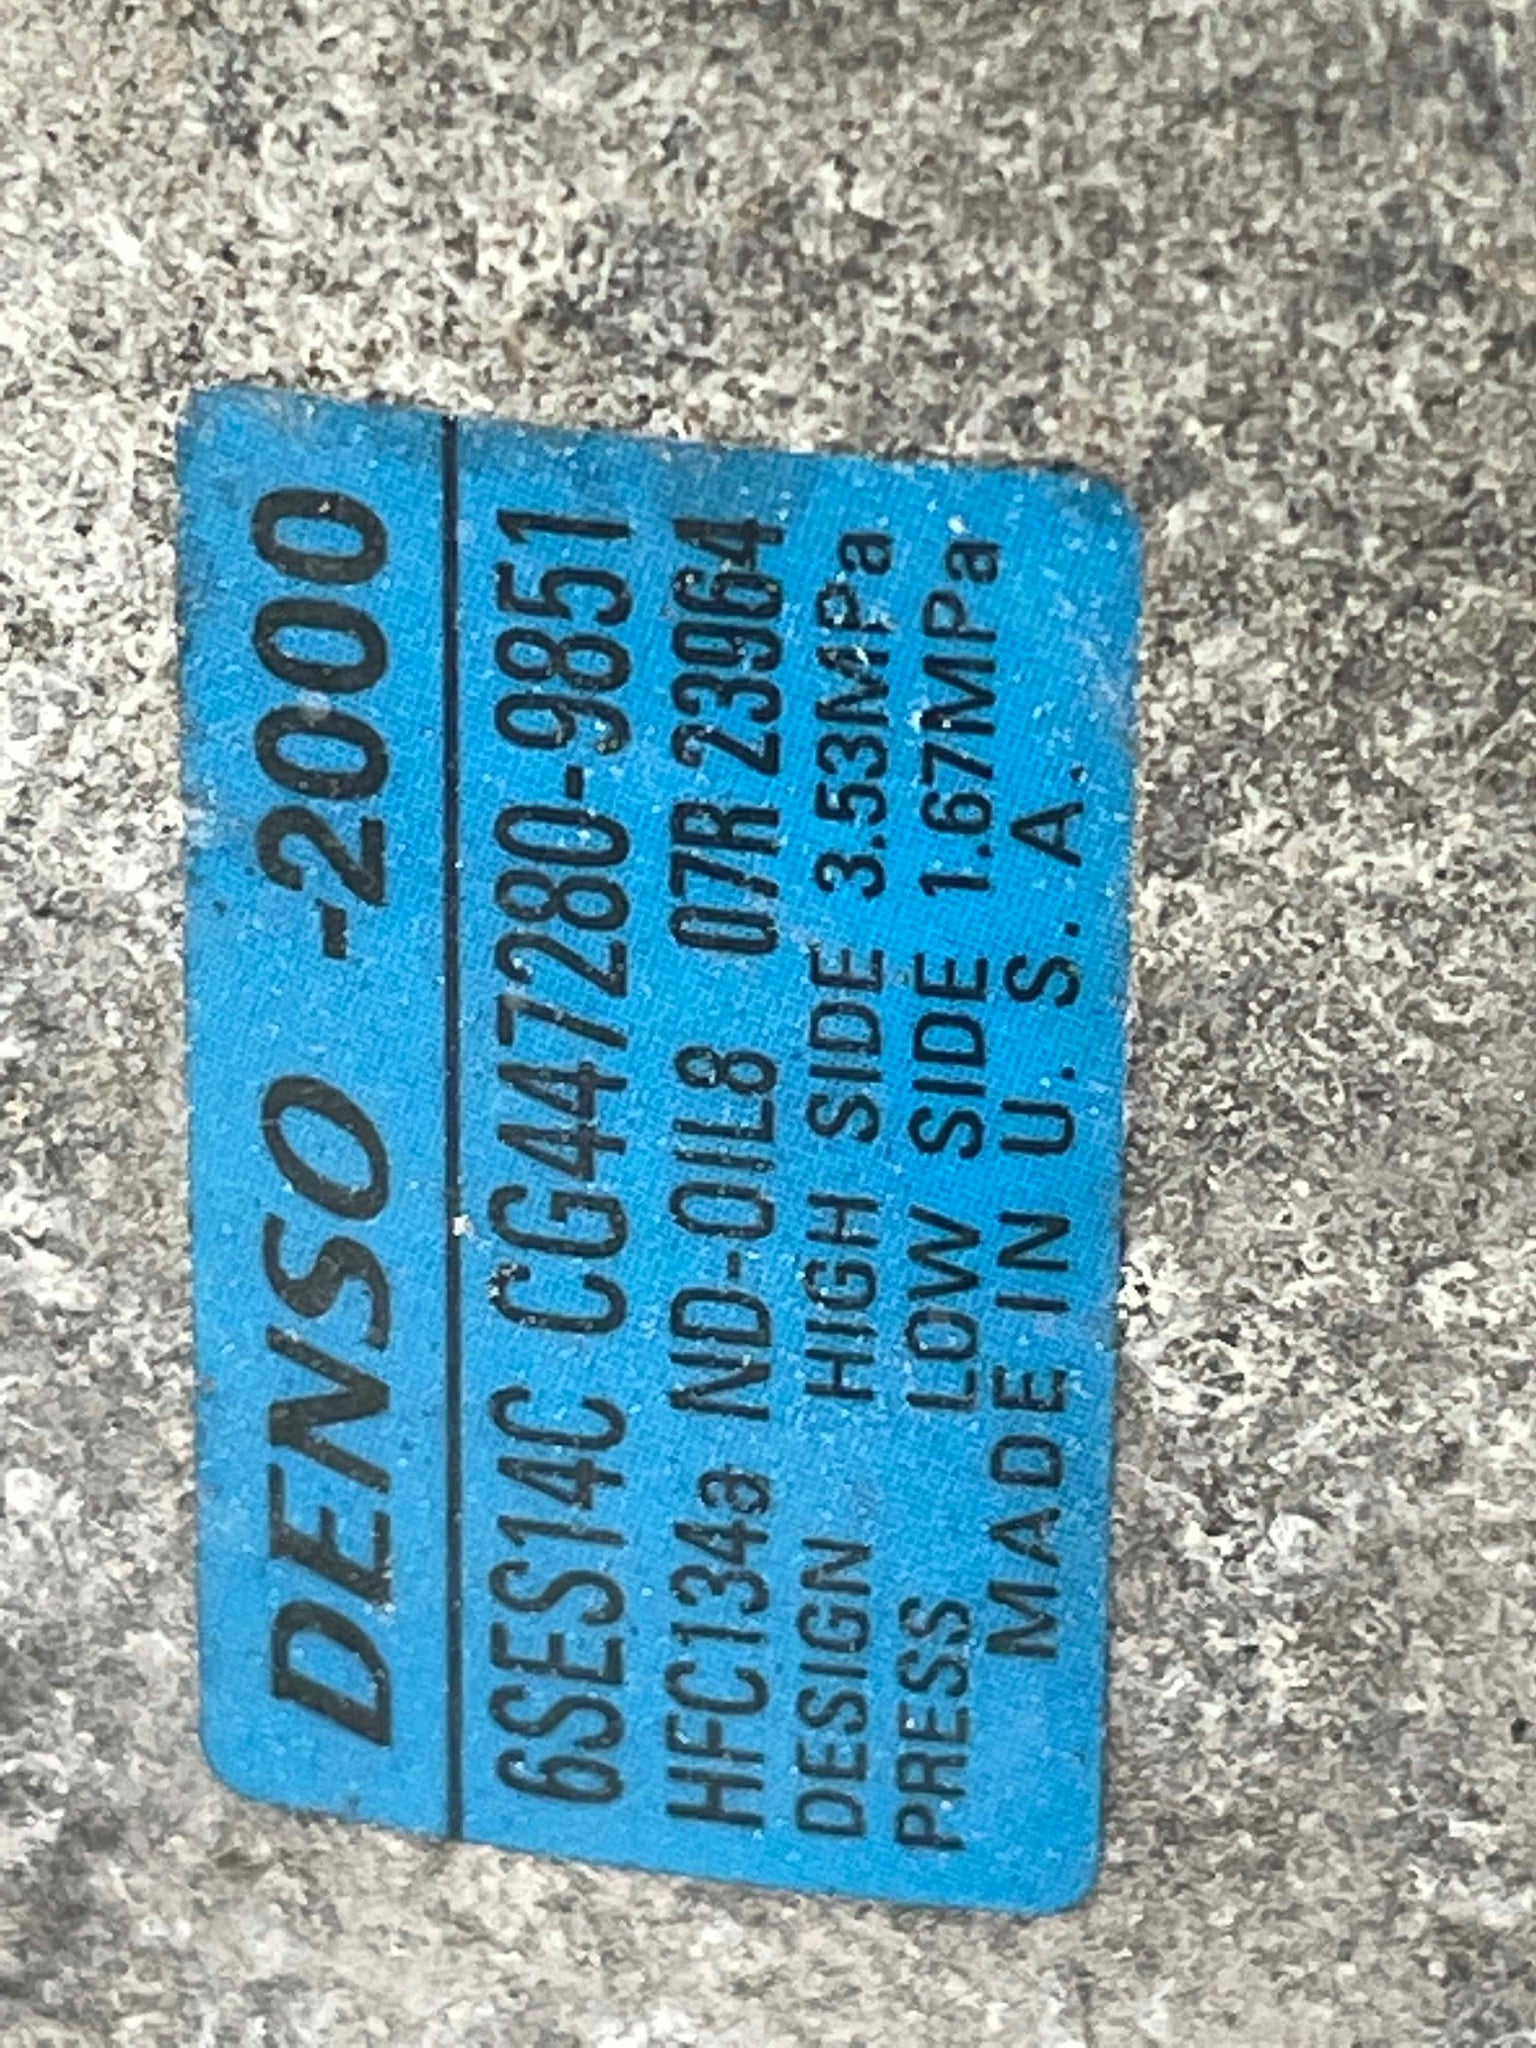 DENSO -2000
6SES14C CG447280-9851
HFC134a ND-OIL8 07R 23964
DESIGN HIGH SIDE 3.53MPa
PRESS LOW SIDE 1.67MPa
MADE IN U. S. A.